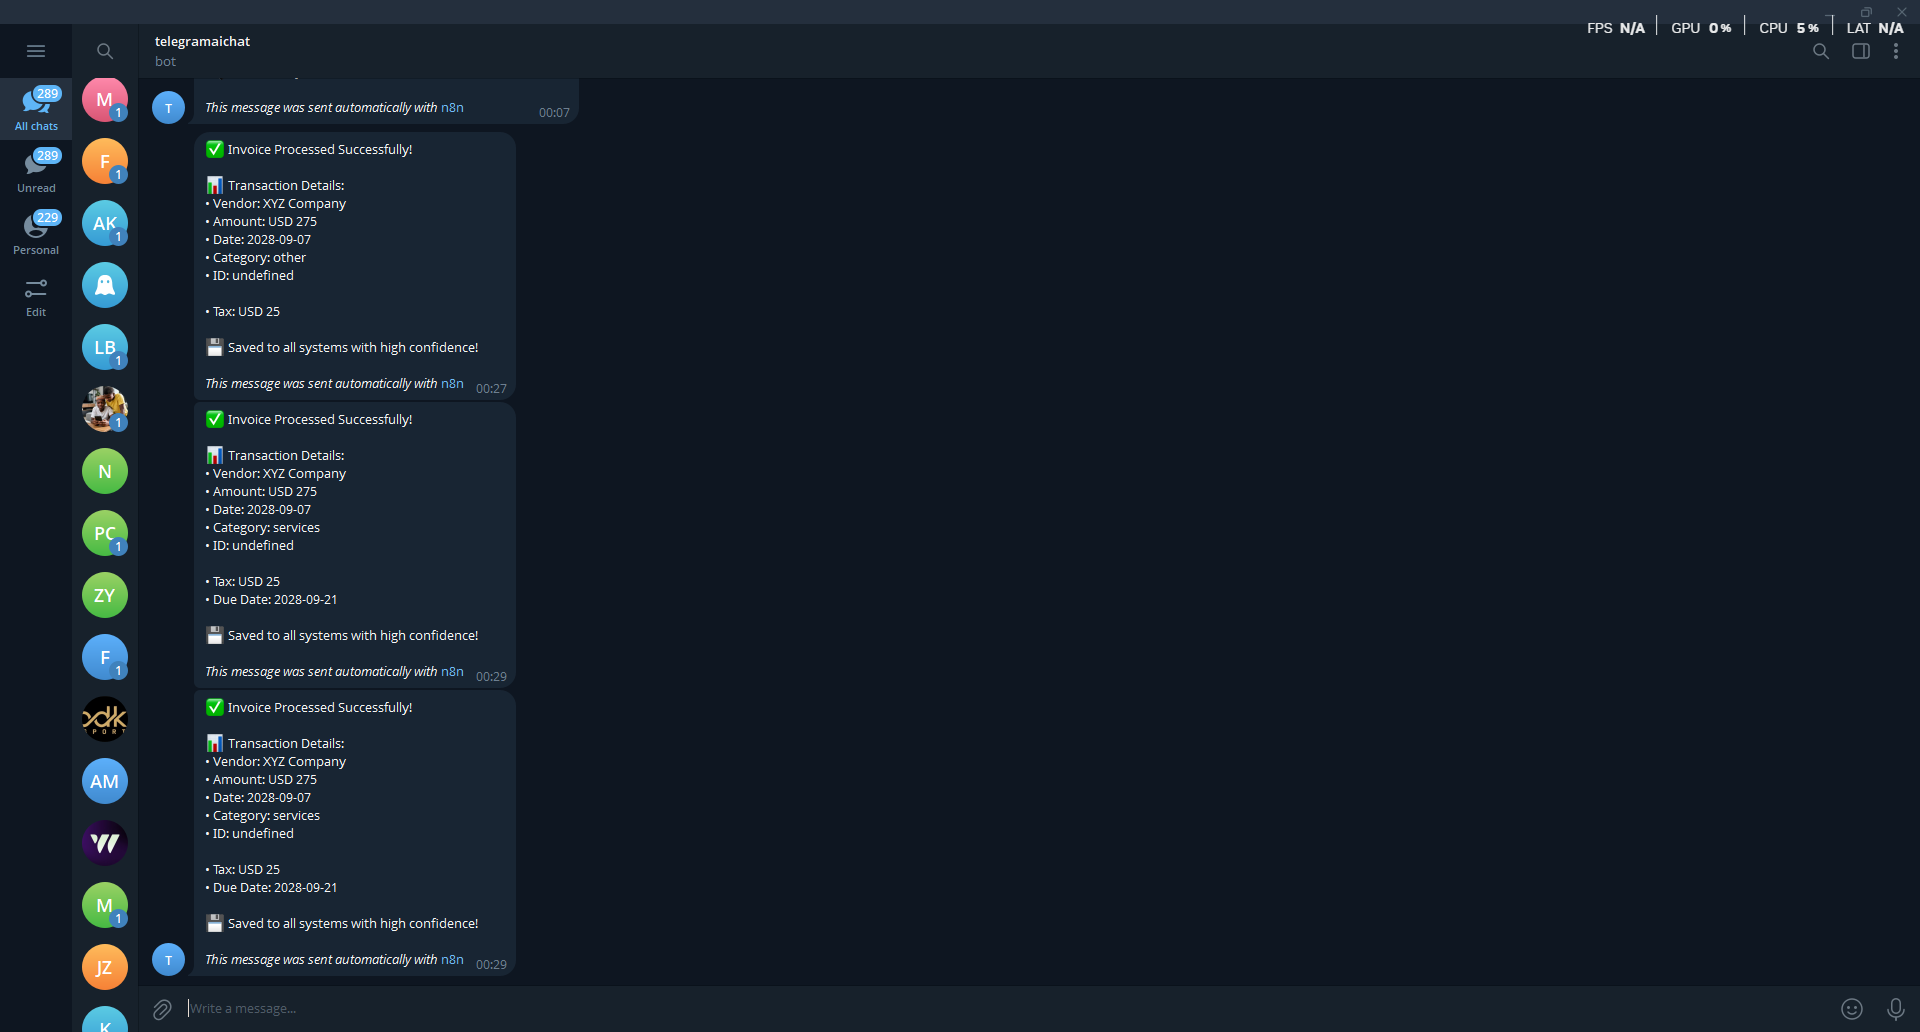 FPS N/A GPU 0% CPU 5% LAT N/A
telegramaichat
bot
289
All chats
289
Unread
229
Personal
Edit
M
1
F
1
AK
1
LB
1
1
N
PC
1
ZY
F
1
xdk
PORT
AM
W
M
1
JZ
K
T
This message was sent automatically with n8n
00:07
✅ Invoice Processed Successfully!
📊 Transaction Details:
• Vendor: XYZ Company
• Amount: USD 275
• Date: 2028-09-07
• Category: other
• ID: undefined
• Tax: USD 25
💾 Saved to all systems with high confidence!
This message was sent automatically with n8n
00:27
✅ Invoice Processed Successfully!
📊 Transaction Details:
• Vendor: XYZ Company
• Amount: USD 275
• Date: 2028-09-07
• Category: services
• ID: undefined
• Tax: USD 25
• Due Date: 2028-09-21
💾 Saved to all systems with high confidence!
This message was sent automatically with n8n
00:29
✅ Invoice Processed Successfully!
📊 Transaction Details:
• Vendor: XYZ Company
• Amount: USD 275
• Date: 2028-09-07
• Category: services
• ID: undefined
• Tax: USD 25
• Due Date: 2028-09-21
💾 Saved to all systems with high confidence!
T
This message was sent automatically with n8n
00:29
Write a message...